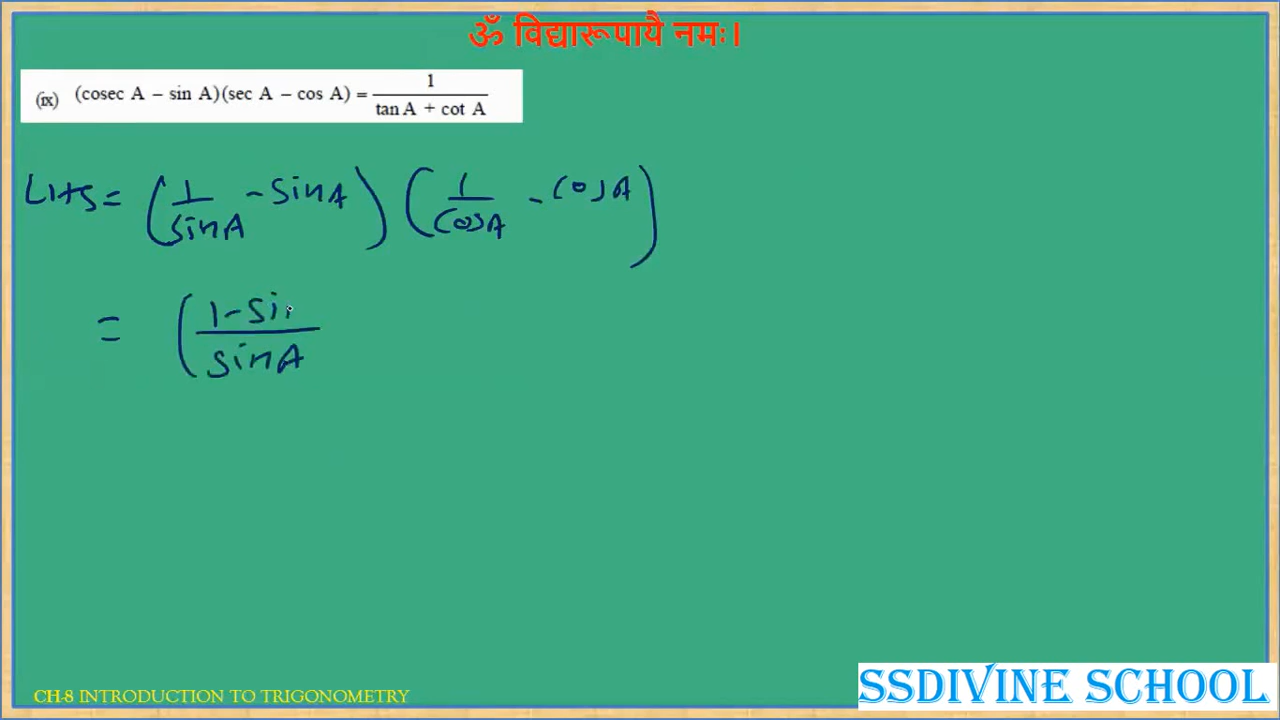 ॐ विद्यारूपायै नमः।
(ix) (cosec A – sin A)(sec A – cos A) = 1 / (tan A + cot A)
LHS = (1/sinA - sinA) (1/cosA - cosA)
= (1-sin / sinA
CH-8 INTRODUCTION TO TRIGONOMETRY
SSDIVINE SCHOOL